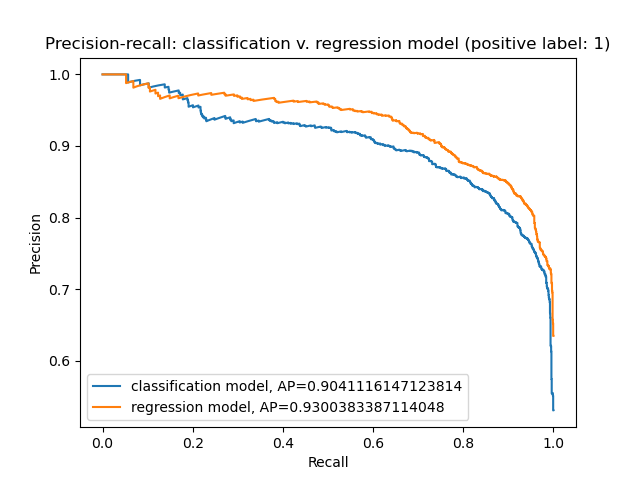 Precision-recall: classification v. regression model (positive label: 1)
1.0
0.9
0.8
0.7
0.6
Precision
classification model, AP=0.9041116147123814
regression model, AP=0.9300383387114048
0.0 0.2 0.4 0.6 0.8 1.0
Recall